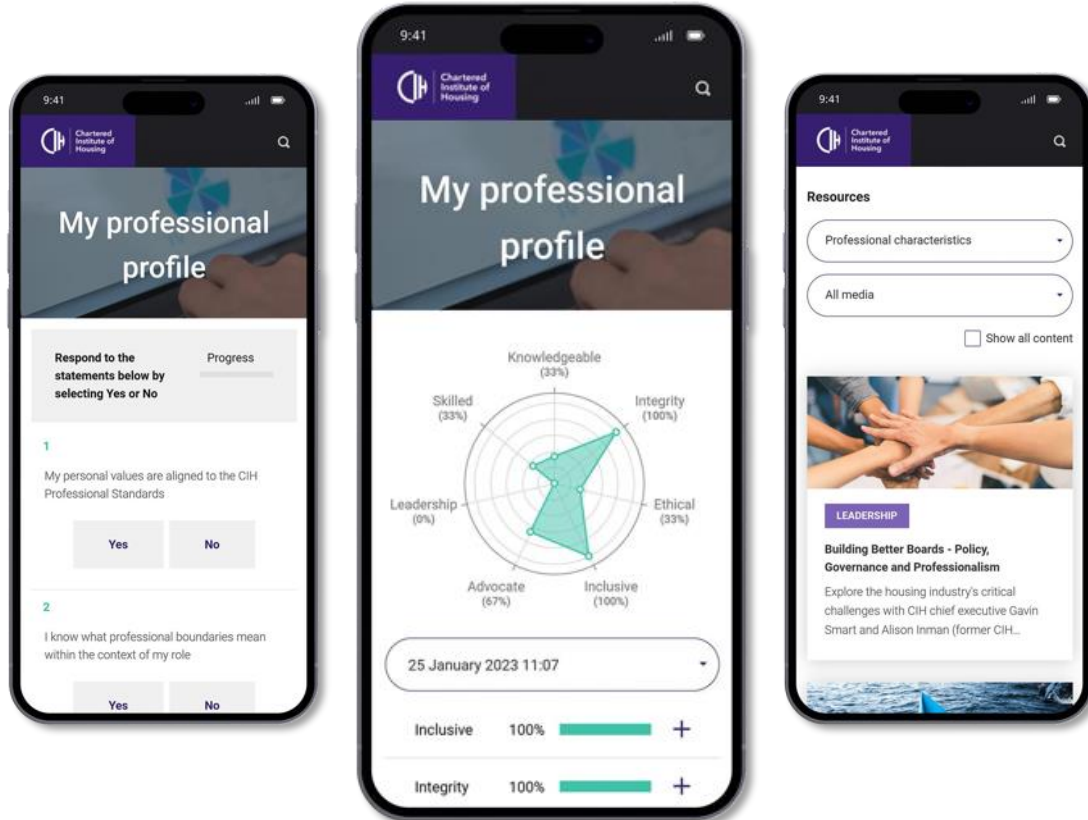 9:41
Chartered
Institute of
Housing
My professional
profile
Respond to the
statements below by
selecting Yes or No
Progress
1
My personal values are aligned to the CIH
Professional Standards
Yes
No
2
I know what professional boundaries mean
within the context of my role
Yes
No
9:41
CIH
Chartered
Institute of
Housing
My professional
profile
Knowledgeable
(33%)
Skilled
(33%)
Integrity
(100%)
Leadership
(0%)
Ethical
(33%)
Advocate
(67%)
Inclusive
(100%)
25 January 2023 11:07
Inclusive 100%
Integrity 100%
9:41
CIH
Chartered
Institute of
Housing
Resources
Professional characteristics
All media
Show all content
LEADERSHIP
Building Better Boards - Policy,
Governance and Professionalism
Explore the housing industry's critical
challenges with CIH chief executive Gavin
Smart and Alison Inman (former CIH...